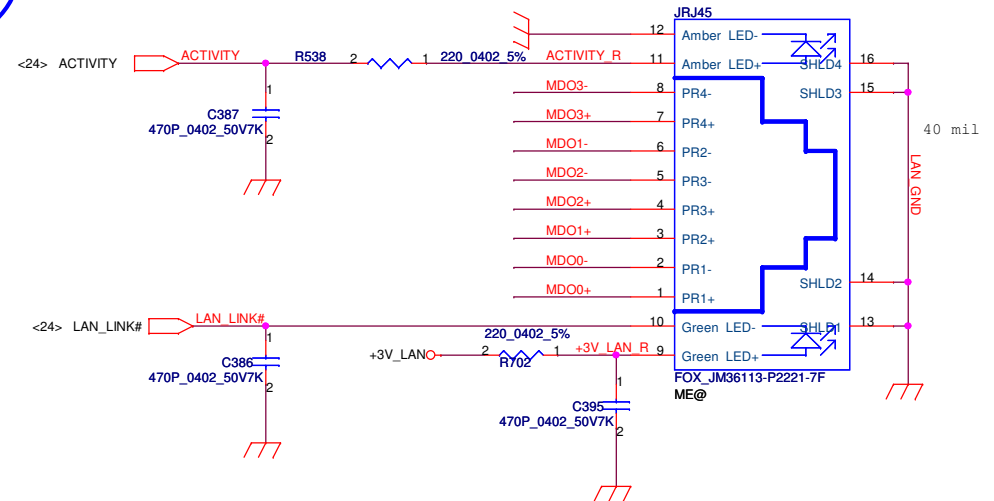 JRJ45
12 Amber LED-
<24> ACTIVITY ACTIVITY R538 2 1 220_0402_5% ACTIVITY_R 11 Amber LED+ SHLD4 16
MDO3- 8 PR4- SHLD3 15
1
C387
470P_0402_50V7K
2
MDO3+ 7 PR4+
40 mil
MDO1- 6 PR2-
MDO2- 5 PR3-
LAN_GND
MDO2+ 4 PR3+
MDO1+ 3 PR2+
MDO0- 2 PR1-
SHLD2 14
MDO0+ 1 PR1+
<24> LAN_LINK# LAN_LINK# 10 Green LED- SHLD1 13
1
C386
470P_0402_50V7K
2
220_0402_5%
+3V_LAN 2 1 +3V_LAN_R 9 Green LED+
R702
FOX_JM36113-P2221-7F
ME@
1
C395
470P_0402_50V7K
2